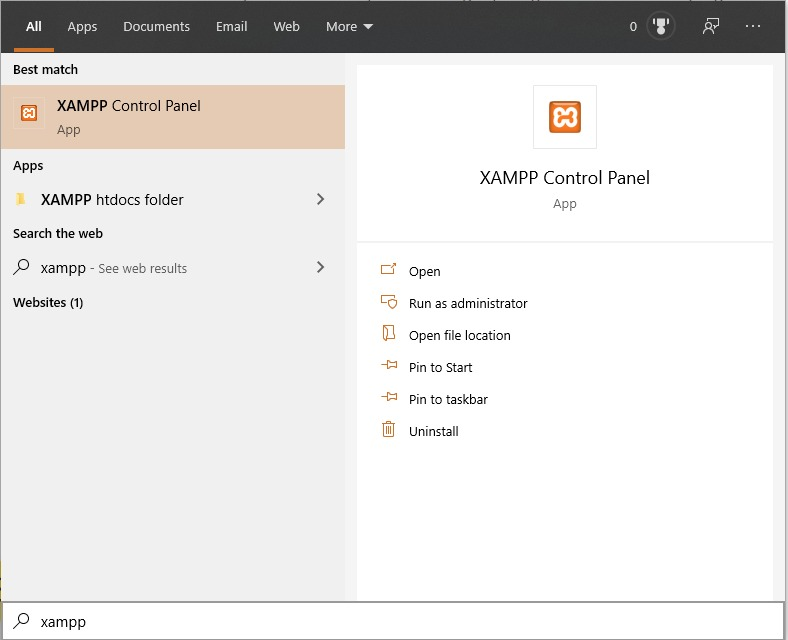 All Apps Documents Email Web More 0
Best match
XAMPP Control Panel
App
Apps
XAMPP htdocs folder
Search the web
xampp - See web results
Websites (1)
XAMPP Control Panel
App
Open
Run as administrator
Open file location
Pin to Start
Pin to taskbar
Uninstall
xampp